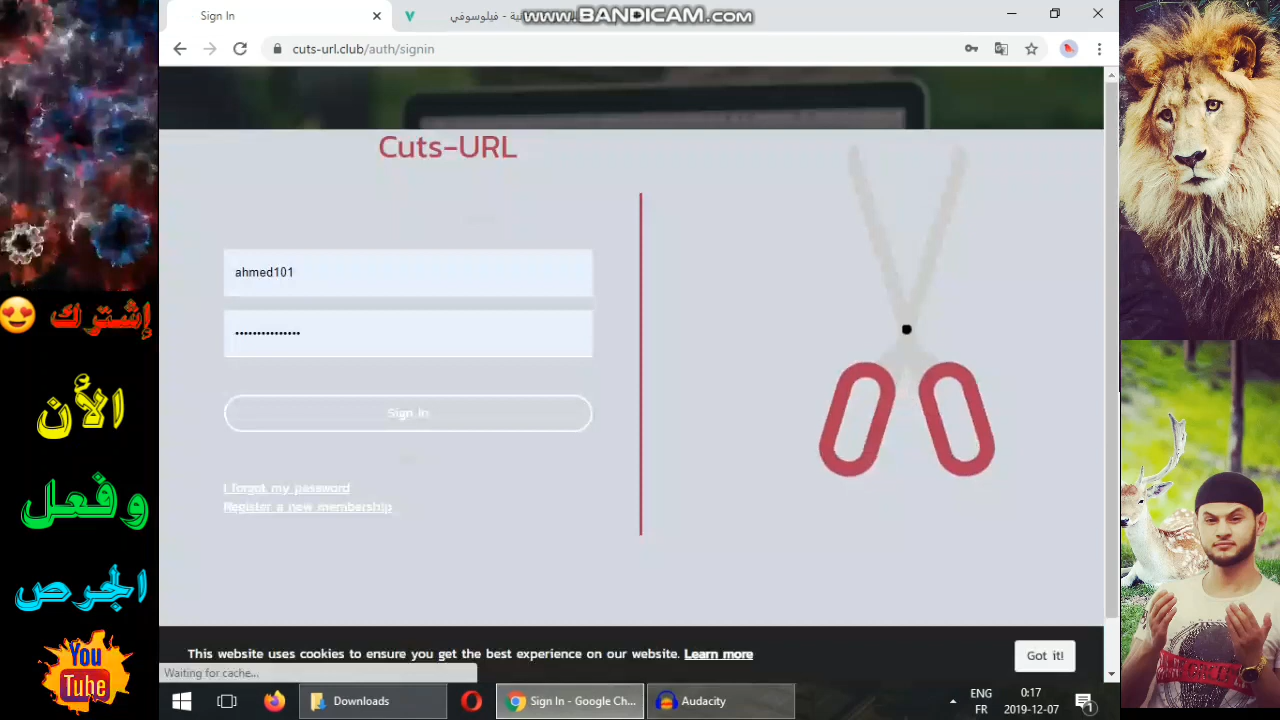 Sign In
فيلوسوفي
www.BANDICAM.com
cuts-url.club/auth/signin
Cuts-URL
ahmed101
Sign In
I forgot my password
Register a new membership
إشترك
الأن
وفعل
الجرص
You
Tube
This website uses cookies to ensure you get the best experience on our website. Learn more
Got it!
Waiting for cache...
Downloads
Sign In - Google Ch...
Audacity
ENG
FR
0:17
2019-12-07
1